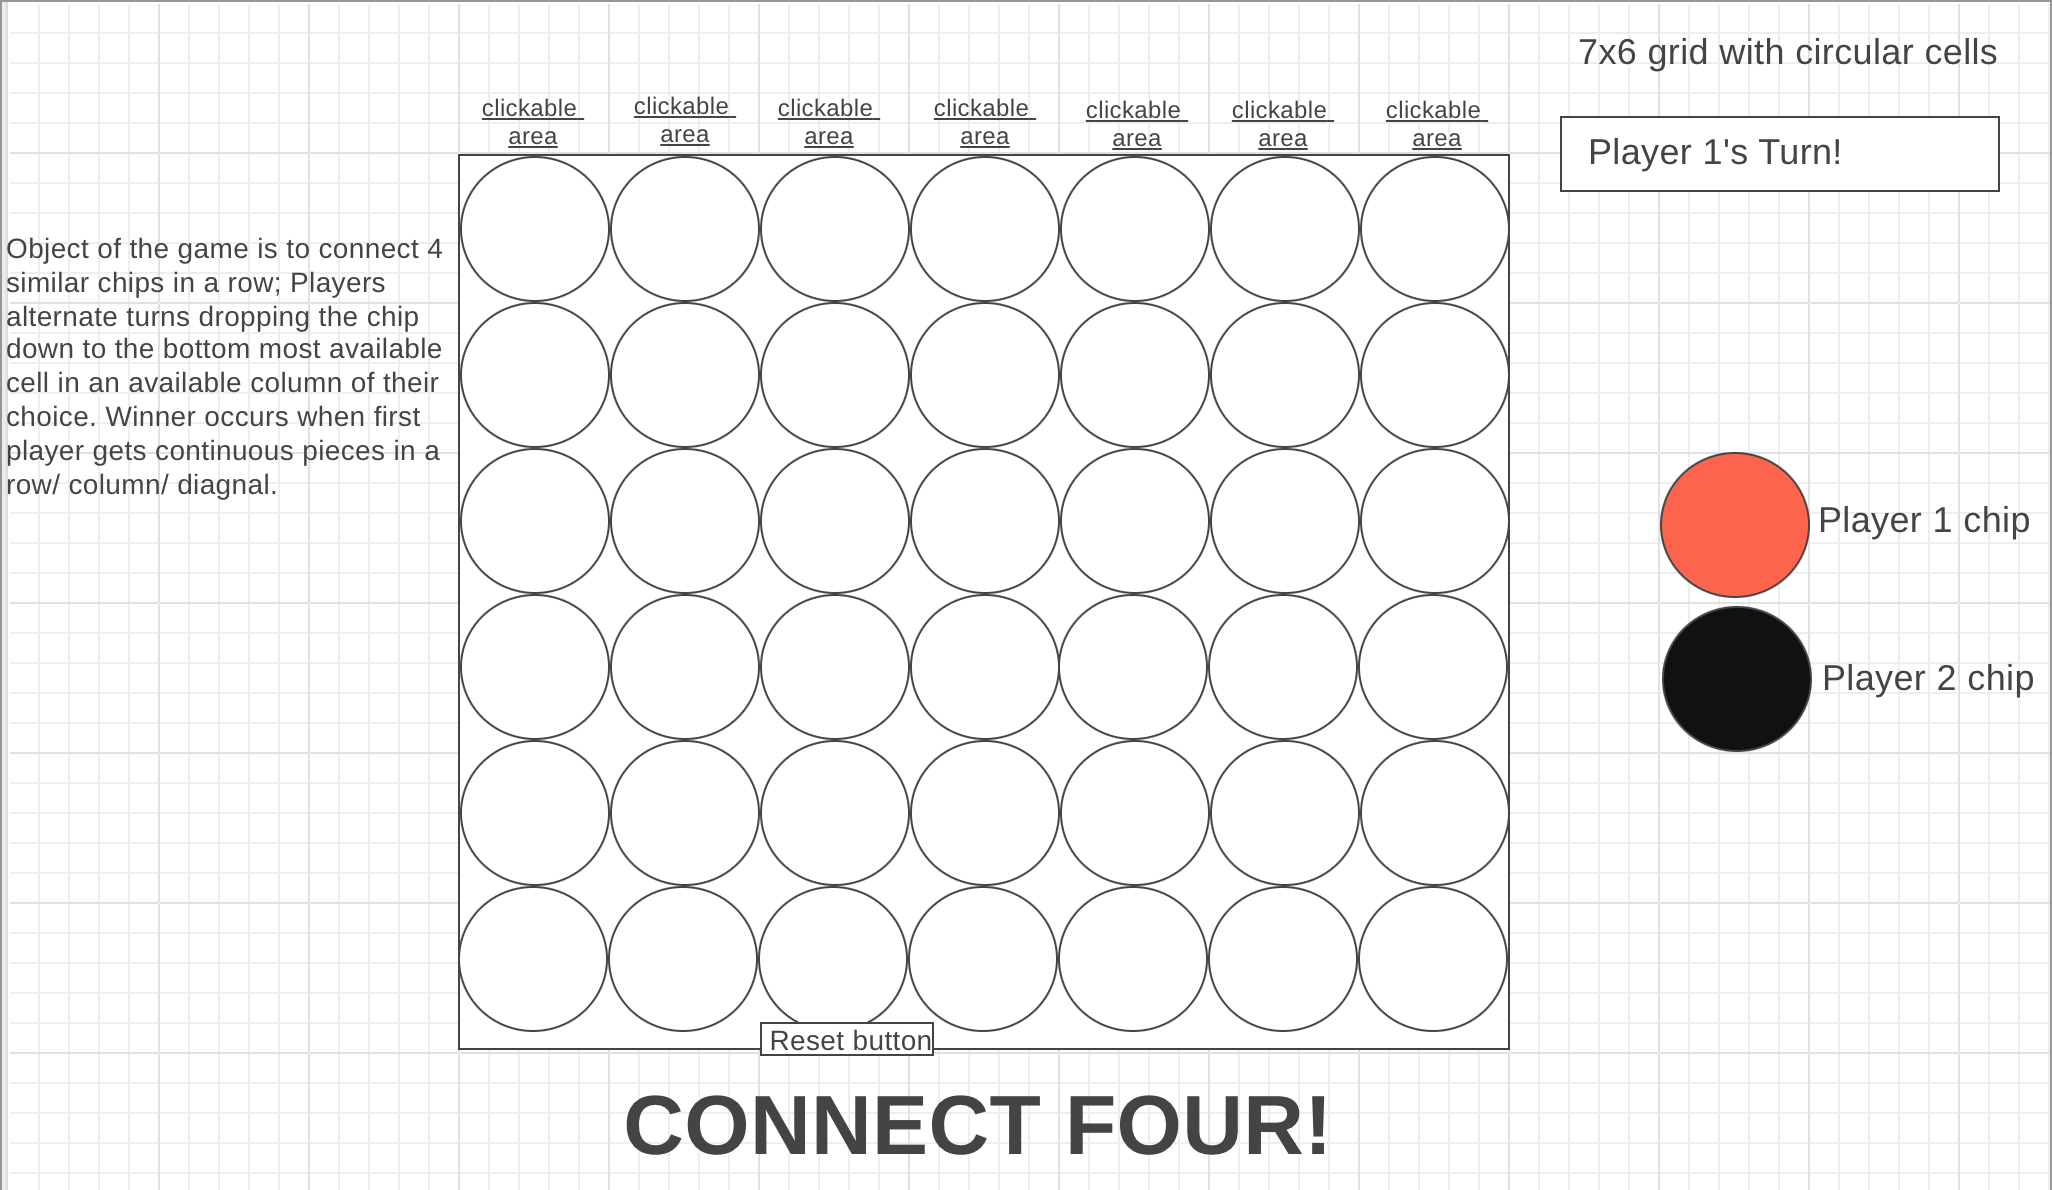 7x6 grid with circular cells
clickable
area
clickable
area
clickable
area
clickable
area
clickable
area
clickable
area
clickable
area
Player 1's Turn!
Object of the game is to connect 4
similar chips in a row; Players
alternate turns dropping the chip
down to the bottom most available
cell in an available column of their
choice. Winner occurs when first
player gets continuous pieces in a
row/ column/ diagnal.
Player 1 chip
Player 2 chip
Reset button
CONNECT FOUR!